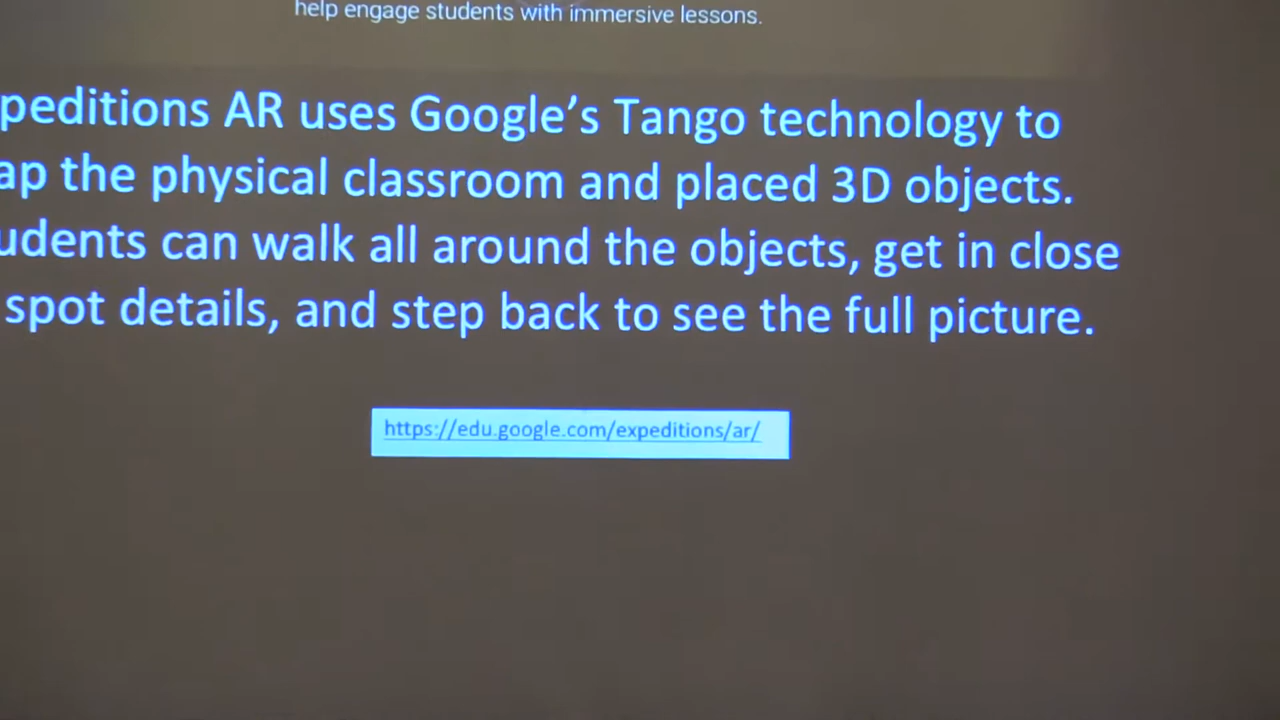 help engage students with immersive lessons.
peditions AR uses Google’s Tango technology to
ap the physical classroom and placed 3D objects.
udents can walk all around the objects, get in close
spot details, and step back to see the full picture.
https://edu.google.com/expeditions/ar/